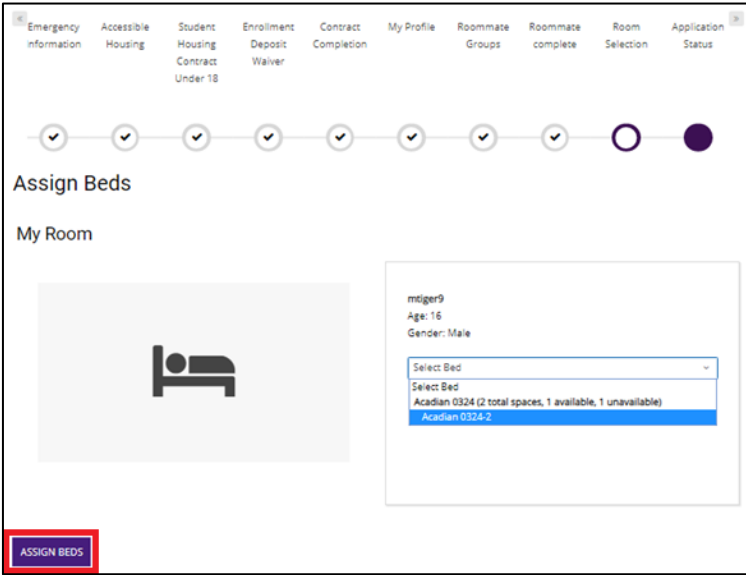 «
Emergency Information
Accessible Housing
Student Housing Contract Under 18
Enrollment Deposit Waiver
Contract Completion
My Profile
Roommate Groups
Roommate complete
Room Selection
Application Status
»
Assign Beds
My Room
mtiger9
Age: 16
Gender: Male
Select Bed
Select Bed
Acadian 0324 (2 total spaces, 1 available, 1 unavailable)
Acadian 0324-2
ASSIGN BEDS